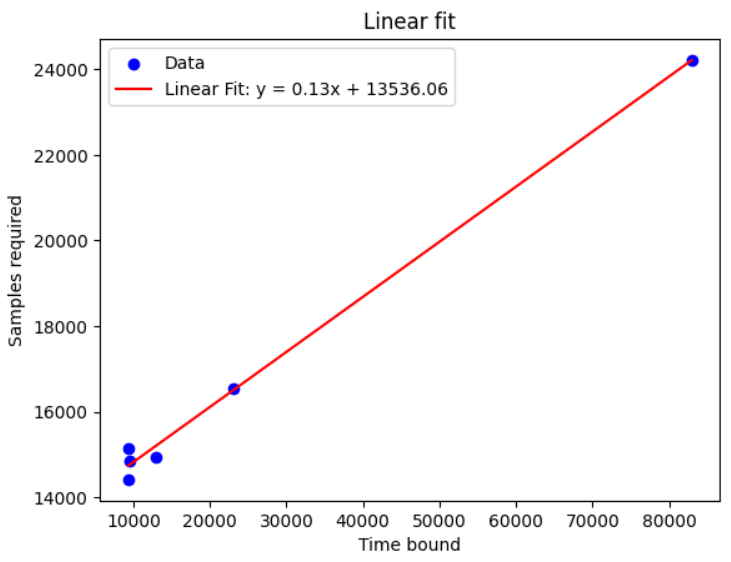 Linear fit
Data
Linear Fit: y = 0.13x + 13536.06
24000
22000
20000
18000
16000
14000
Samples required
10000 20000 30000 40000 50000 60000 70000 80000
Time bound